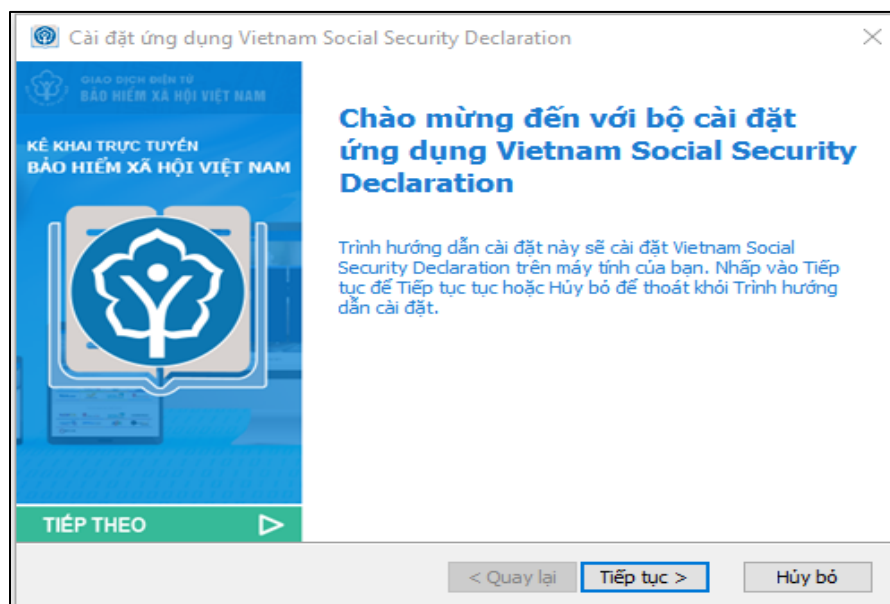 Cài đặt ứng dụng Vietnam Social Security Declaration
GIAO DỊCH ĐIỆN TỬ
BẢO HIỂM XÃ HỘI VIỆT NAM
KÊ KHAI TRỰC TUYẾN
BẢO HIỂM XÃ HỘI VIỆT NAM
Chào mừng đến với bộ cài đặt
ứng dụng Vietnam Social Security
Declaration
Trình hướng dẫn cài đặt này sẽ cài đặt Vietnam Social
Security Declaration trên máy tính của bạn. Nhấp vào Tiếp
tục để Tiếp tục tục hoặc Hủy bỏ để thoát khỏi Trình hướng
dẫn cài đặt.
TIẾP THEO
< Quay lại
Tiếp tục >
Hủy bỏ